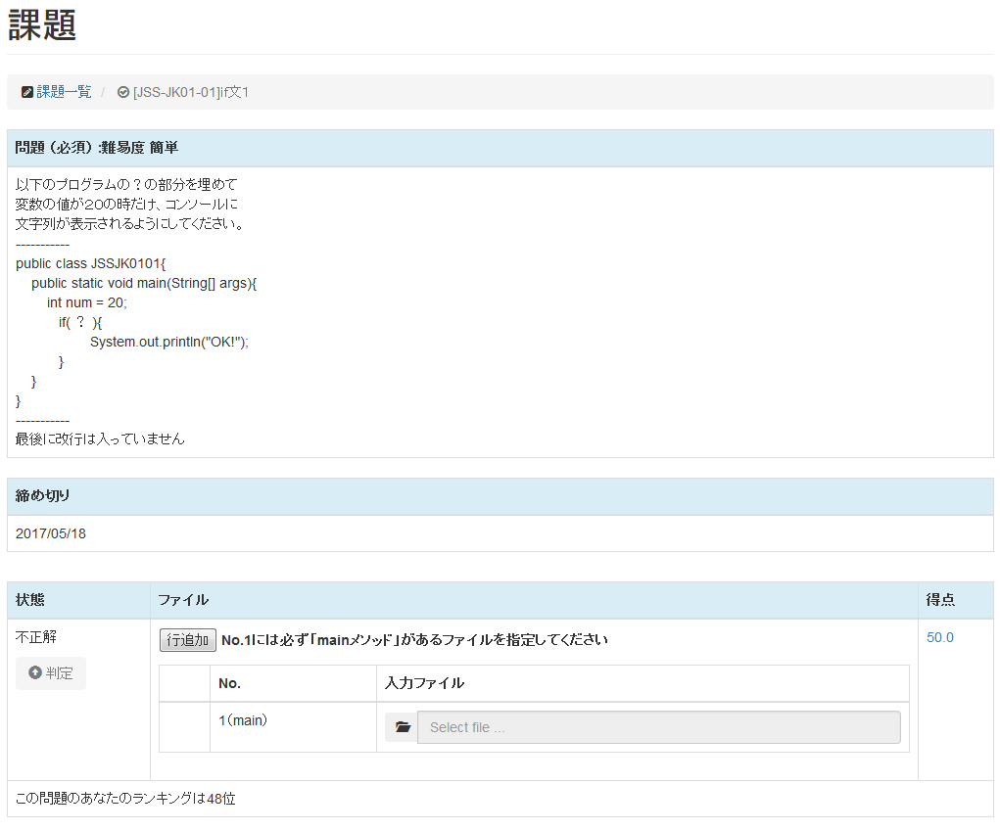 課題
課題一覧 / [JSS-JK01-01]if文1
問題（必須）:難易度 簡単
以下のプログラムの？の部分を埋めて
変数の値が２０の時だけ、コンソールに
文字列が表示されるようにしてください。
-----------
public class JSSJK0101{
public static void main(String[] args){
int num = 20;
if( ？ ){
System.out.println("OK!");
}
}
}
-----------
最後に改行は入っていません
締め切り
2017/05/18
状態 ファイル 得点
不正解 行追加 No.1には必ず「mainメソッド」があるファイルを指定してください 50.0
判定
No. 入力ファイル
1（main） Select file ...
この問題のあなたのランキングは48位